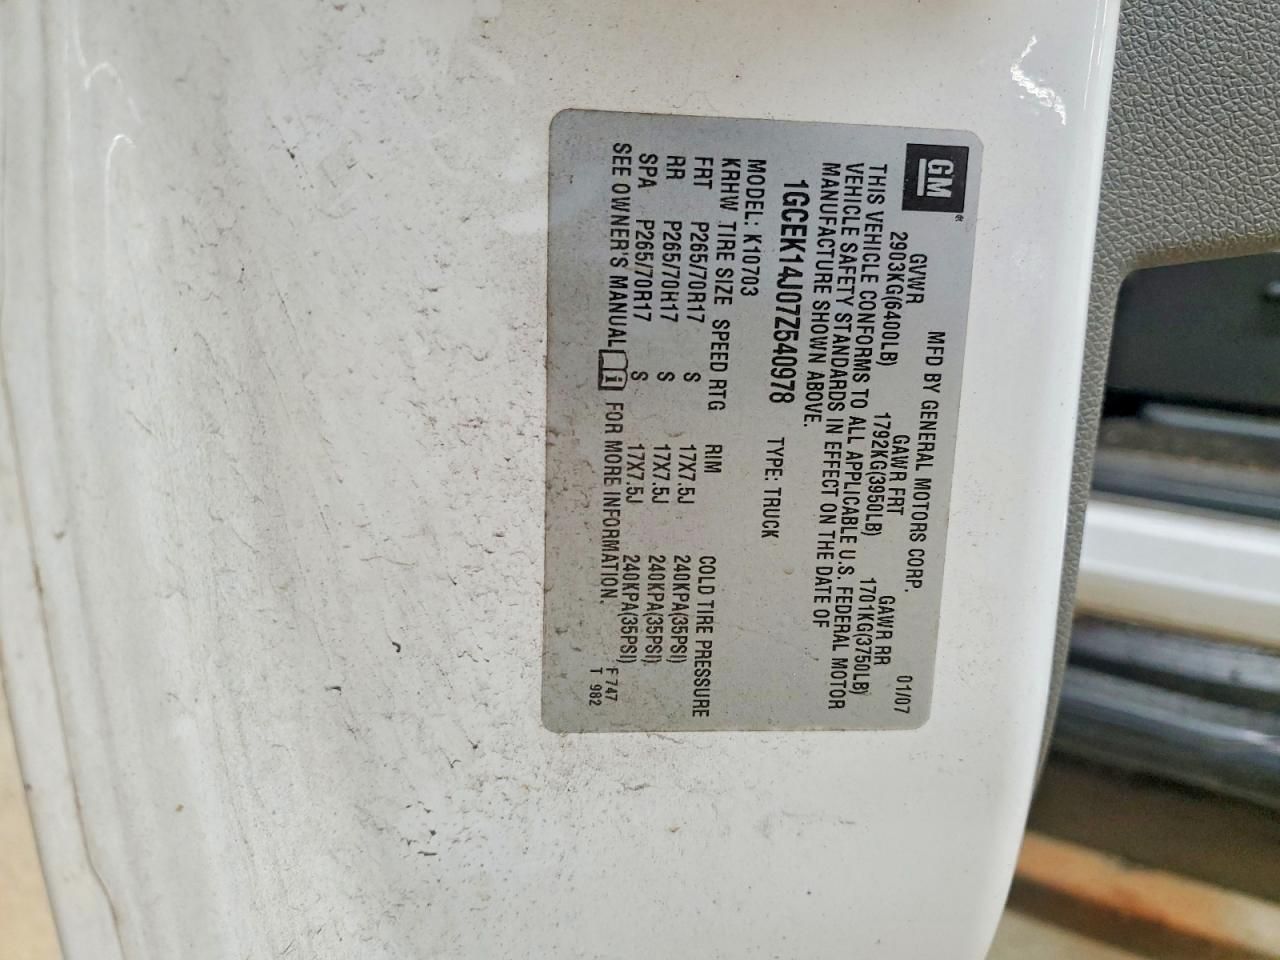 GM
MFD BY GENERAL MOTORS CORP. 01/07
GVWR GAWR FRT GAWR RR
2903KG(6400LB) 1792KG(3950LB) 1701KG(3750LB)
THIS VEHICLE CONFORMS TO ALL APPLICABLE U.S. FEDERAL MOTOR
VEHICLE SAFETY STANDARDS IN EFFECT ON THE DATE OF
MANUFACTURE SHOWN ABOVE.
1GCEK14J07Z540978 TYPE: TRUCK
MODEL: K10703
KRHW TIRE SIZE SPEED RTG RIM COLD TIRE PRESSURE
FRT P265/70R17 S 17X7.5J 240KPA(35PSI)
RR P265/70R17 S 17X7.5J 240KPA(35PSI)
SPA P265/70R17 S 17X7.5J 240KPA(35PSI)
SEE OWNER'S MANUAL FOR MORE INFORMATION.
F 747
T 982